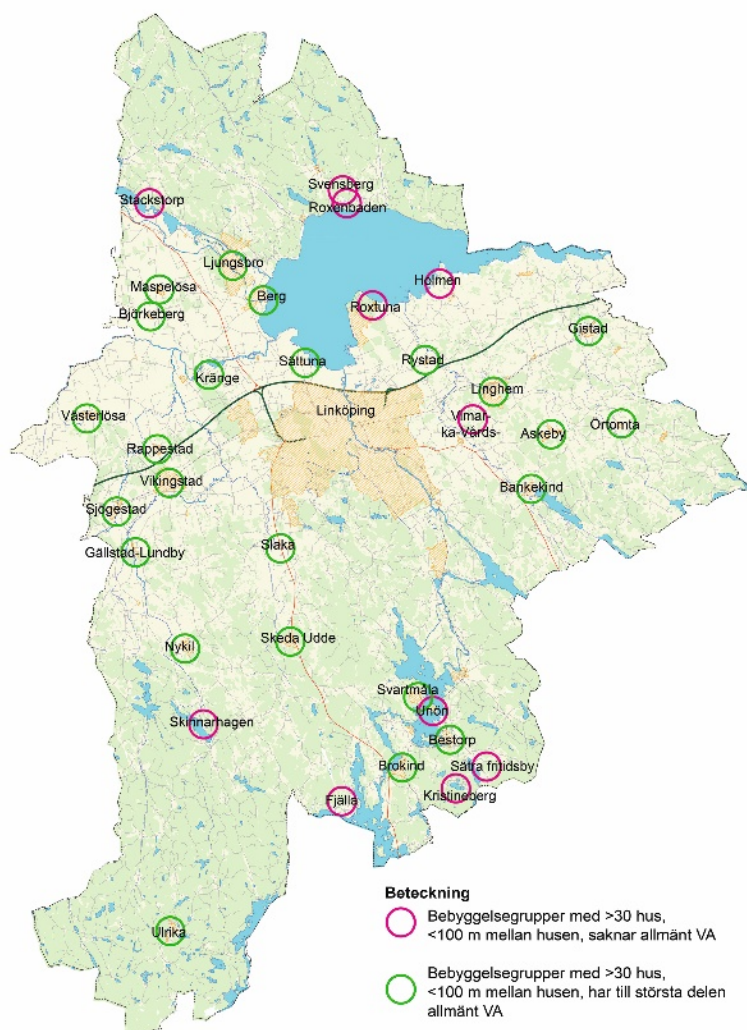 Svensberg
Stäckstorp
Roxenbaden
Ljungsbro
Holmen
Maspelösa
Berg
Roxtuna
Björkeberg
Gistad
Sättuna
Rystad
Kränge
Linghem
Linköping
Västerlösa
Vilmar-
ka-Vårds-
Örtomta
Askeby
Rappestad
Vikingstad
Bankekind
Sjögestad
Gällstad-Lundby
Slaka
Nykil
Skeda Udde
Svartmåla
Unön
Skinnarhagen
Bestorp
Brokind
Sätra fritidsby
Kristineberg
Fjälla
Ulrika
Beteckning
Bebyggelsegrupper med >30 hus,
<100 m mellan husen, saknar allmänt VA
Bebyggelsegrupper med >30 hus,
<100 m mellan husen, har till största delen
allmänt VA